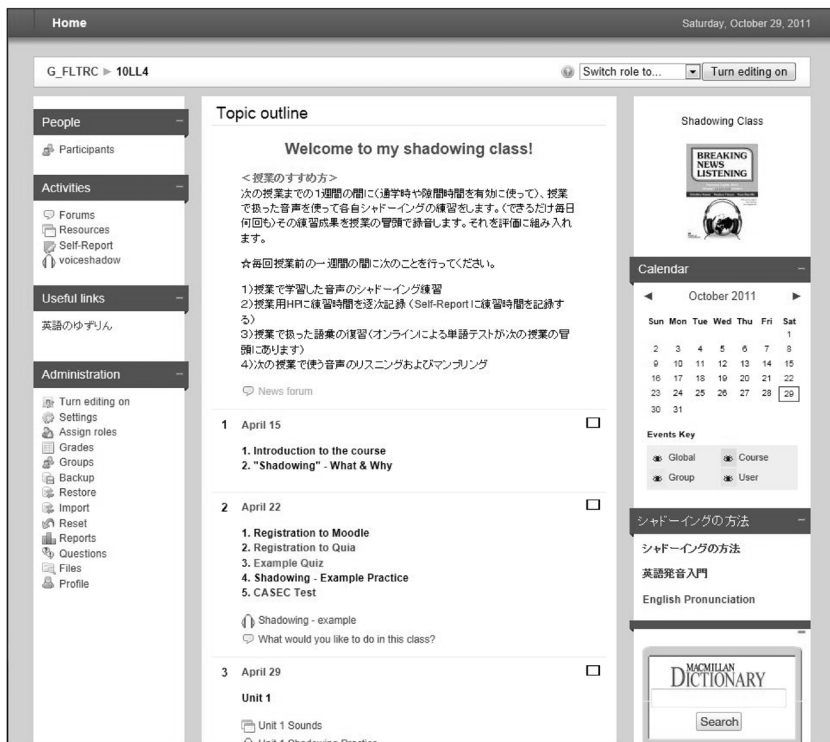 Home
Saturday, October 29, 2011
G_FLTRC ► 10LL4
Switch role to...
Turn editing on
People
Participants
Activities
Forums
Resources
Self-Report
voiceshadow
Useful links
英語のゆずりん
Administration
Turn editing on
Settings
Assign roles
Grades
Groups
Backup
Restore
Import
Reset
Reports
Questions
Files
Profile
Topic outline
Welcome to my shadowing class!
＜授業のすすめ方＞
次の授業までの1週間の間に(通学時や隙間時間を有効に使って)、授業
で扱った音声を使って各自シャドーイングの練習をします。(できるだけ毎日
何回も)その練習成果を授業の冒頭で録音します。それを評価に組み入れ
ます。
☆毎回授業前の一週間の間に次のことを行ってください。
1)授業で学習した音声のシャドーイング練習
2)授業用HPに練習時間を逐次記録 (Self-Reportに練習時間を記録す
る)
3)授業で扱った語彙の復習(オンラインによる単語テストが次の授業の冒
頭にあります)
4)次の授業で使う音声のリスニングおよびマンブリング
News forum
1 April 15
1. Introduction to the course
2. "Shadowing" - What & Why
2 April 22
1. Registration to Moodle
2. Registration to Quia
3. Example Quiz
4. Shadowing - Example Practice
5. CASEC Test
Shadowing - example
What would you like to do in this class?
3 April 29
Unit 1
Unit 1 Sounds
Unit 1 Shadowing Practice
Shadowing Class
BREAKING
NEWS
LISTENING
Calendar
◄ October 2011 ►
Sun Mon Tue Wed Thu Fri Sat
1
2 3 4 5 6 7 8
9 10 11 12 13 14 15
16 17 18 19 20 21 22
23 24 25 26 27 28 29
30 31
Events Key
Global Course
Group User
シャドーイングの方法
シャドーイングの方法
英語発音入門
English Pronunciation
MACMILLAN
DICTIONARY
Search